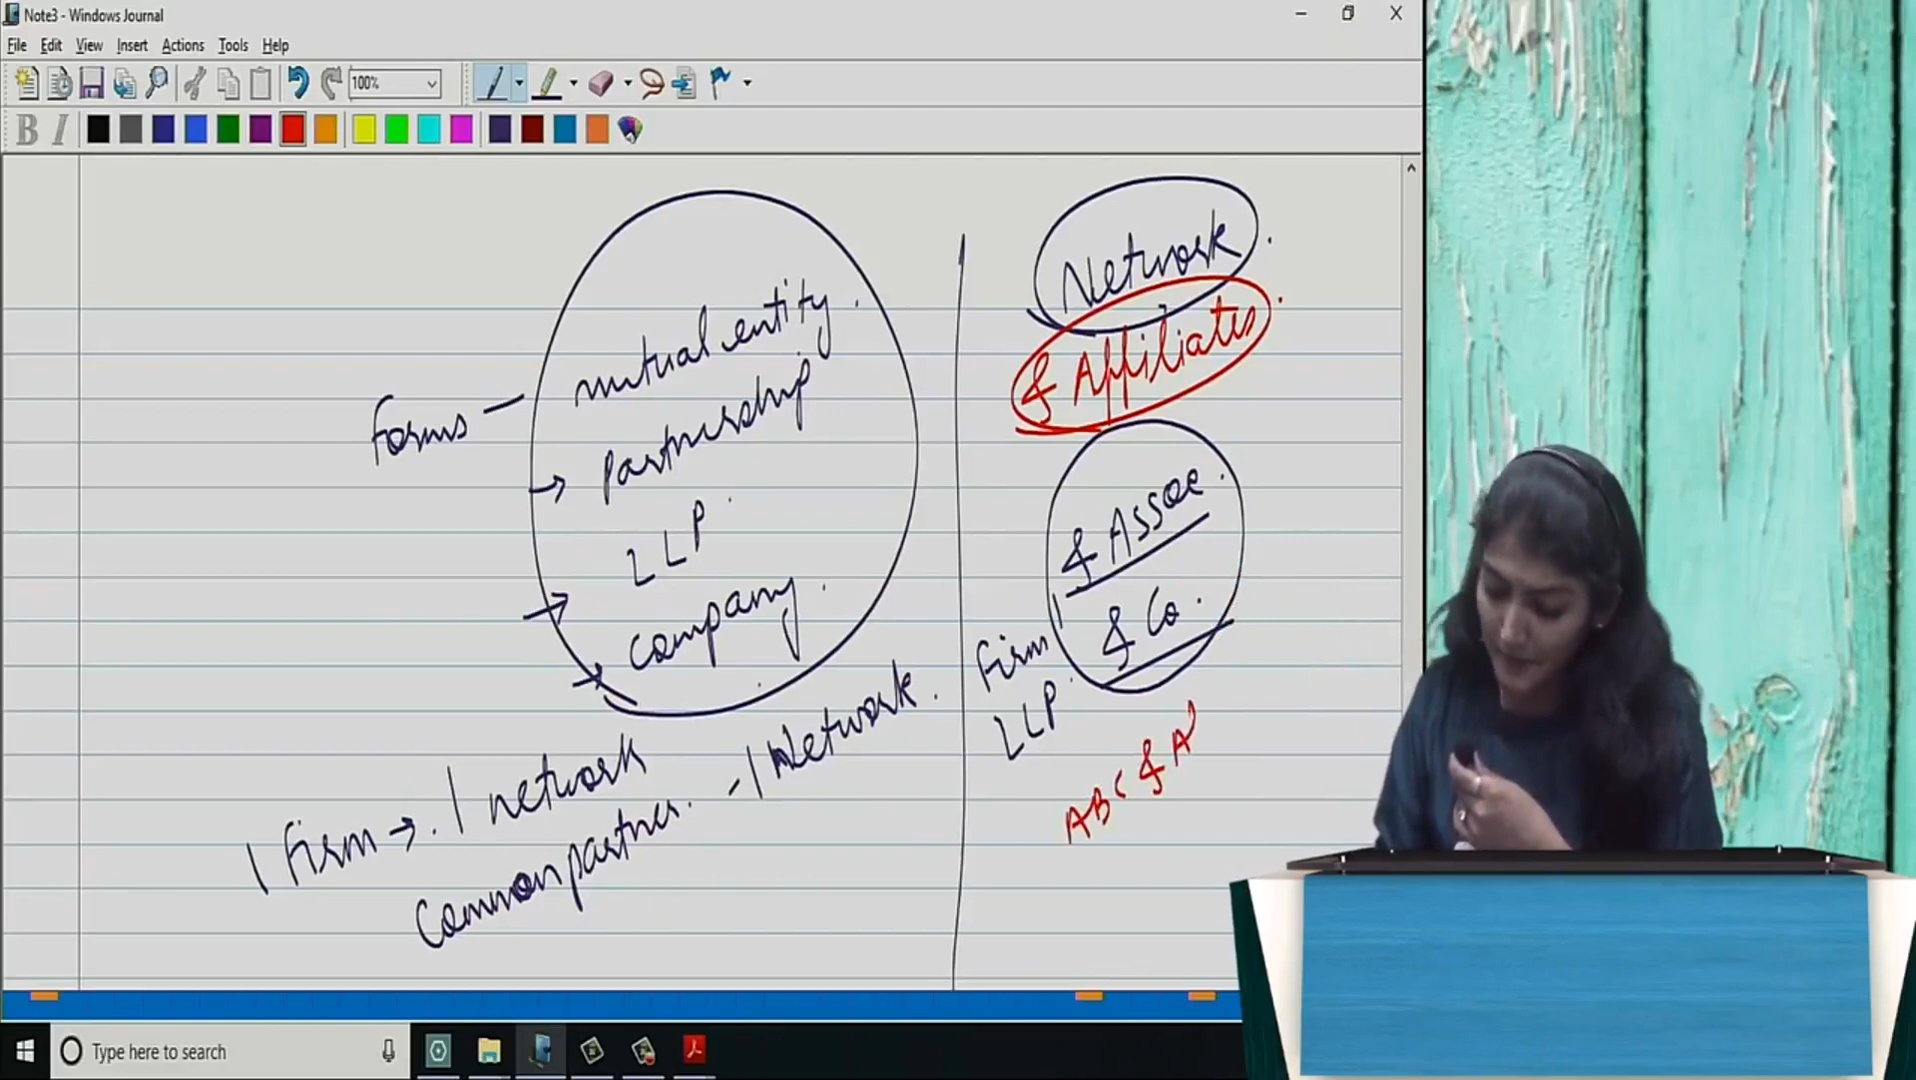 Note3 - Windows Journal
File Edit View Insert Actions Tools Help
100%
B I
Forms — mutual entity.
→ partnership
→ LLP
→ company.
1 firm → 1 network
common partner. - 1 Network.
Network.
& Affiliates.
& Assoc.
& Co.
Firm
LLP
ABC & A
Type here to search